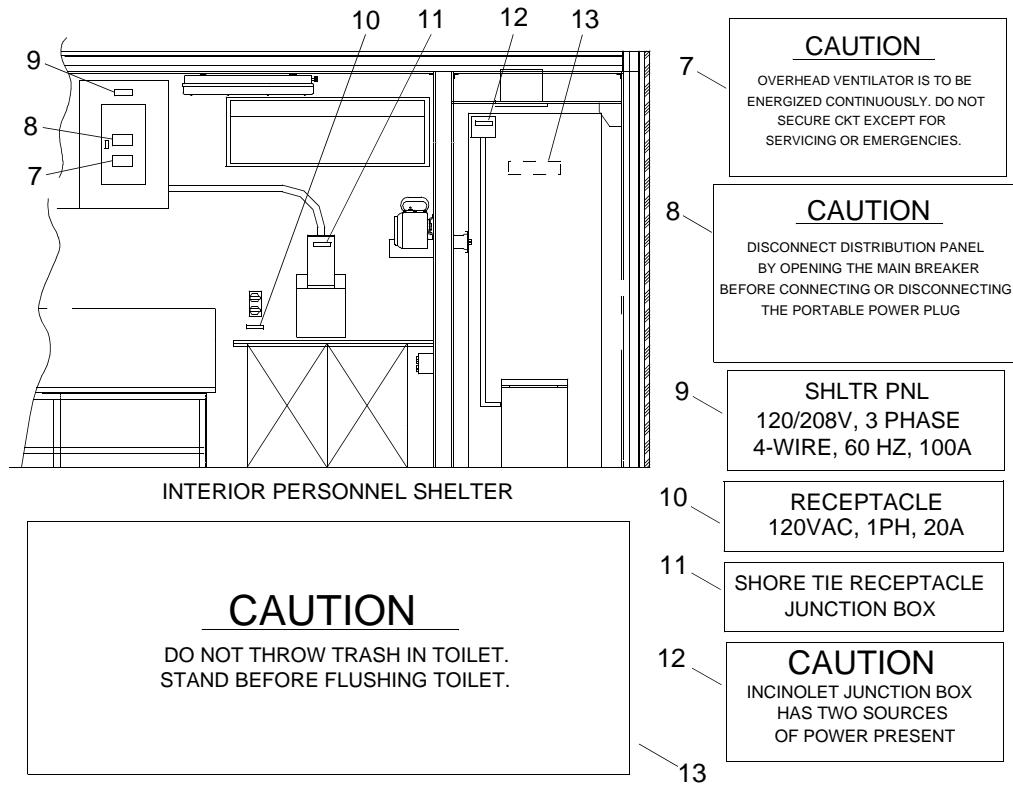 10
11
12
13
9
8
7
INTERIOR PERSONNEL SHELTER
7
CAUTION
OVERHEAD VENTILATOR IS TO BE
ENERGIZED CONTINUOUSLY. DO NOT
SECURE CKT EXCEPT FOR
SERVICING OR EMERGENCIES.
8
CAUTION
DISCONNECT DISTRIBUTION PANEL
BY OPENING THE MAIN BREAKER
BEFORE CONNECTING OR DISCONNECTING
THE PORTABLE POWER PLUG
9
SHLTR PNL
120/208V, 3 PHASE
4-WIRE, 60 HZ, 100A
10
RECEPTACLE
120VAC, 1PH, 20A
11
SHORE TIE RECEPTACLE
JUNCTION BOX
12
CAUTION
INCINOLET JUNCTION BOX
HAS TWO SOURCES
OF POWER PRESENT
CAUTION
DO NOT THROW TRASH IN TOILET.
STAND BEFORE FLUSHING TOILET.
13